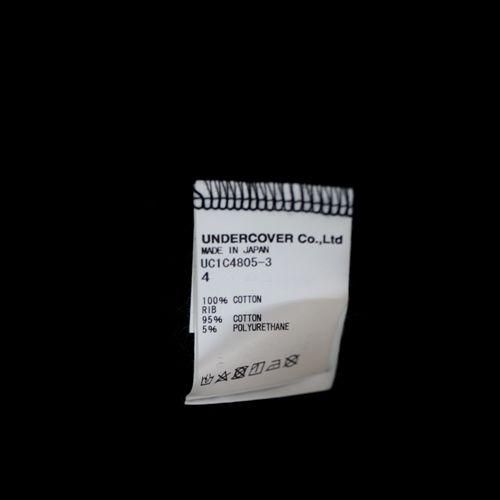 UNDERCOVER Co.,Ltd
MADE IN JAPAN
UC1C4805-3
4
100% COTTON
RIB
95% COTTON
5% POLYURETHANE